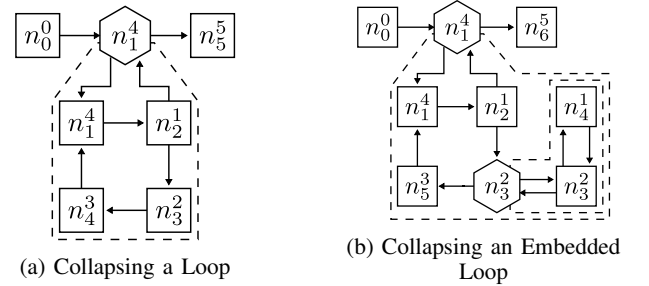 n_0^0 n_1^4 n_5^5
n_1^4 n_2^1
n_4^3 n_3^2
(a) Collapsing a Loop
n_0^0 n_1^4 n_6^5
n_1^4 n_2^1 n_4^1
n_5^3 n_3^2 n_3^2
(b) Collapsing an Embedded
Loop